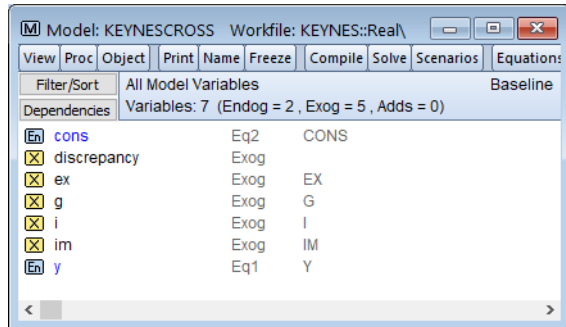 M Model: KEYNESCROSS Workfile: KEYNES::Real\
View Proc Object Print Name Freeze Compile Solve Scenarios Equations
Filter/Sort All Model Variables Baseline
Dependencies Variables: 7 (Endog = 2 , Exog = 5 , Adds = 0)
En cons Eq2 CONS
X discrepancy Exog
X ex Exog EX
X g Exog G
X i Exog I
X im Exog IM
En y Eq1 Y